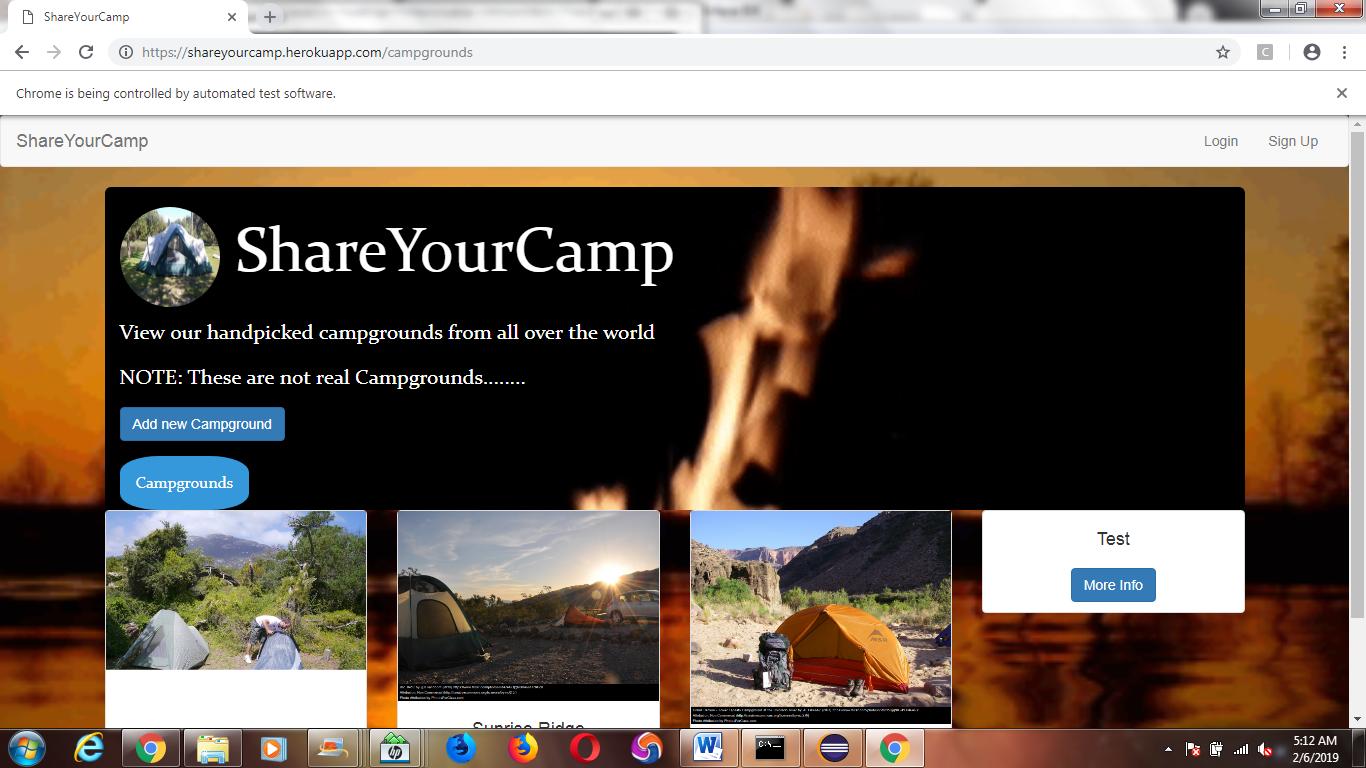 ShareYourCamp
https://shareyourcamp.herokuapp.com/campgrounds
C
Chrome is being controlled by automated test software.
ShareYourCamp
Login
Sign Up
ShareYourCamp
View our handpicked campgrounds from all over the world
NOTE: These are not real Campgrounds........
Add new Campground
Campgrounds
Test
More Info
Sunrise Ridge
5:12 AM
2/6/2019